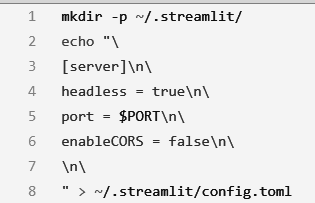 1 mkdir -p ~/.streamlit/
2 echo "\
3 [server]\n\
4 headless = true\n\
5 port = $PORT\n\
6 enableCORS = false\n\
7 \n\
8 " > ~/.streamlit/config.toml